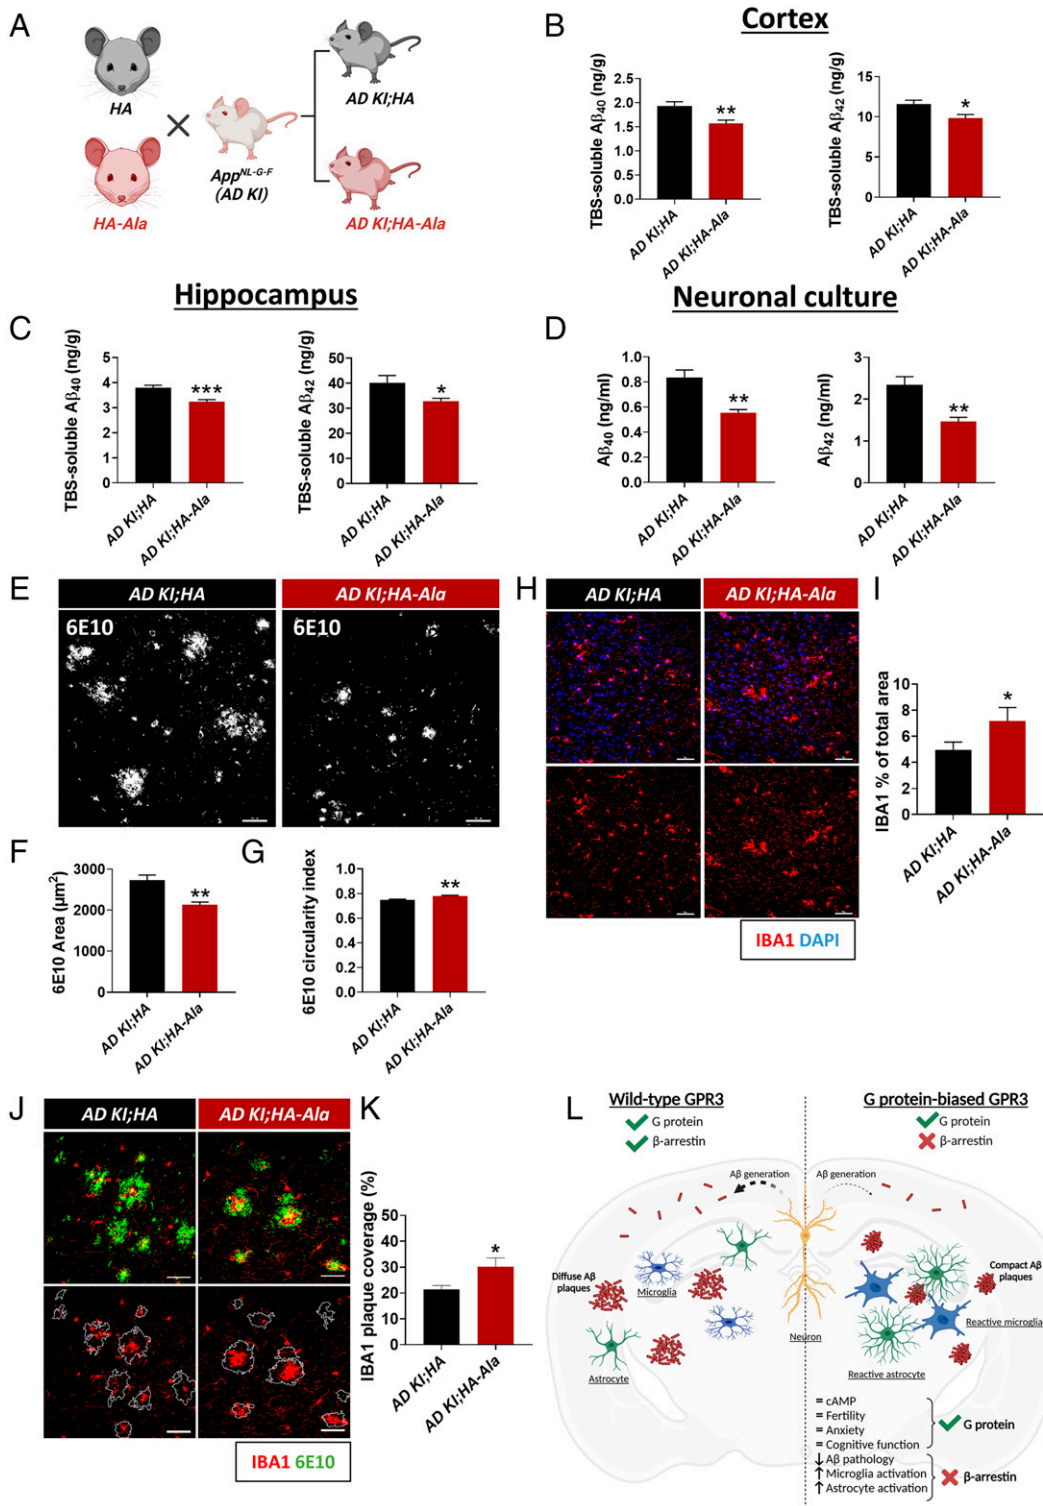 A
HA
HA-Ala
App^NL-G-F
(AD KI)
AD KI;HA
AD KI;HA-Ala
B
Cortex
TBS-soluble Aβ40 (ng/g)
2.5
2.0
1.5
1.0
0.5
0.0
**
AD KI;HA
AD KI;HA-Ala
TBS-soluble Aβ42 (ng/g)
15
10
5
0
*
AD KI;HA
AD KI;HA-Ala
Hippocampus
C
TBS-soluble Aβ40 (ng/g)
5
4
3
2
1
0
***
AD KI;HA
AD KI;HA-Ala
TBS-soluble Aβ42 (ng/g)
50
40
30
20
10
0
*
AD KI;HA
AD KI;HA-Ala
Neuronal culture
D
Aβ40 (ng/ml)
1.0
0.8
0.6
0.4
0.2
0.0
**
AD KI;HA
AD KI;HA-Ala
Aβ42 (ng/ml)
3
2
1
0
**
AD KI;HA
AD KI;HA-Ala
E
AD KI;HA
AD KI;HA-Ala
6E10
6E10
F
6E10 Area (µm²)
3000
2000
1000
0
**
AD KI;HA
AD KI;HA-Ala
G
6E10 circularity index
1.0
0.8
0.6
0.4
0.2
0.0
**
AD KI;HA
AD KI;HA-Ala
H
AD KI;HA
AD KI;HA-Ala
IBA1 DAPI
I
IBA1 % of total area
10
8
6
4
2
0
*
AD KI;HA
AD KI;HA-Ala
J
AD KI;HA
AD KI;HA-Ala
IBA1 6E10
K
IBA1 plaque coverage (%)
50
40
30
20
10
0
*
AD KI;HA
AD KI;HA-Ala
L
Wild-type GPR3
G protein
β-arrestin
G protein-biased GPR3
G protein
β-arrestin
Aβ generation
Aβ generation
Diffuse Aβ
plaques
Microglia
Astrocyte
Neuron
Compact Aβ
plaques
Reactive microglia
Reactive astrocyte
= cAMP
= Fertility
= Anxiety
= Cognitive function
G protein
↓ Aβ pathology
↑ Microglia activation
↑ Astrocyte activation
β-arrestin